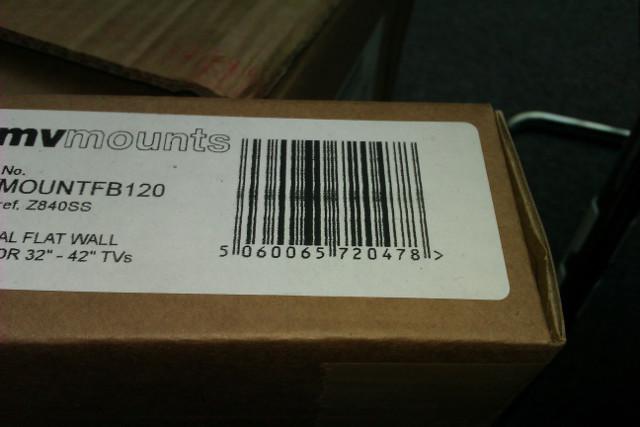 mvmounts
No.
MOUNTFB120
ref. Z840SS
AL FLAT WALL
OR 32" - 42" TVs
5 060065 720478 >